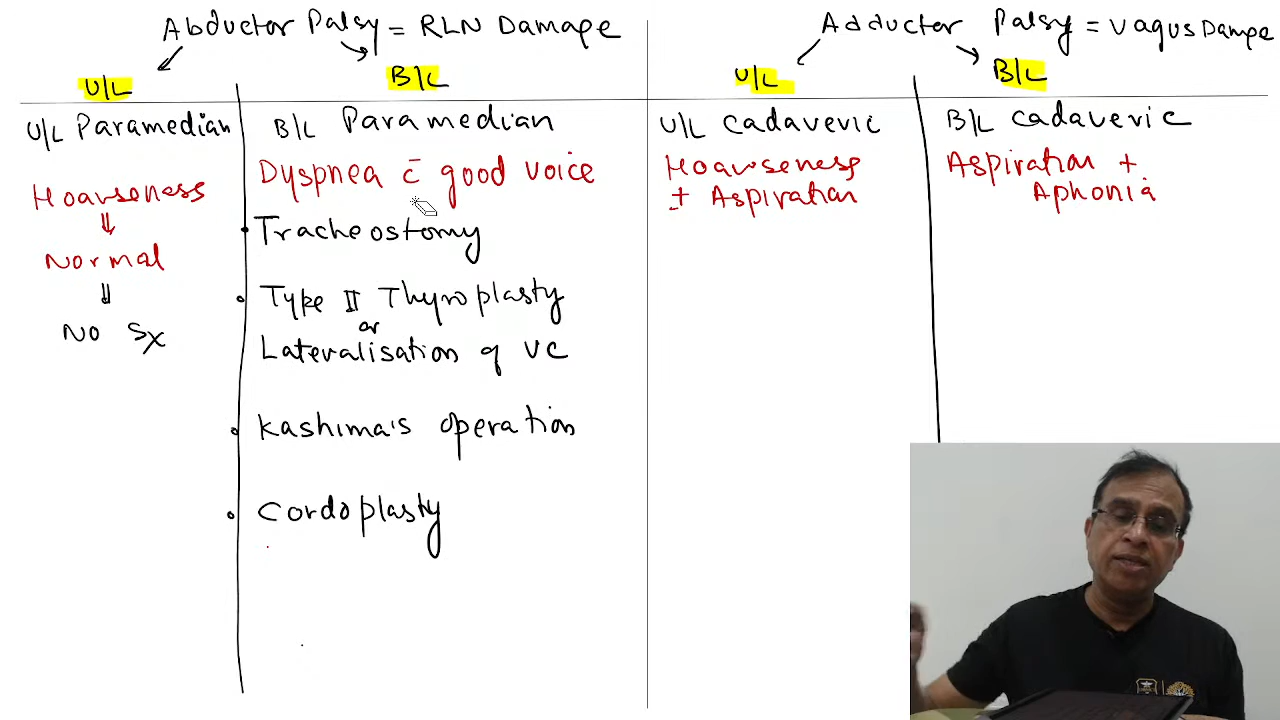 Abductor Palsy = RLN Damage
U/L
B/L
U/L Paramedian
Hoarseness
⇓
Normal
⇓
No Sx
B/L Paramedian
Dyspnea c̄ good voice
• Tracheostomy
• Type II Thyroplasty
or
Lateralisation of VC
• Kashima's operation
• Cordoplasty
Adductor Palsy = Vagus Damage
U/L
B/L
U/L Cadaveric
Hoarseness
± Aspiration
B/L Cadaveric
Aspiration +
Aphonia